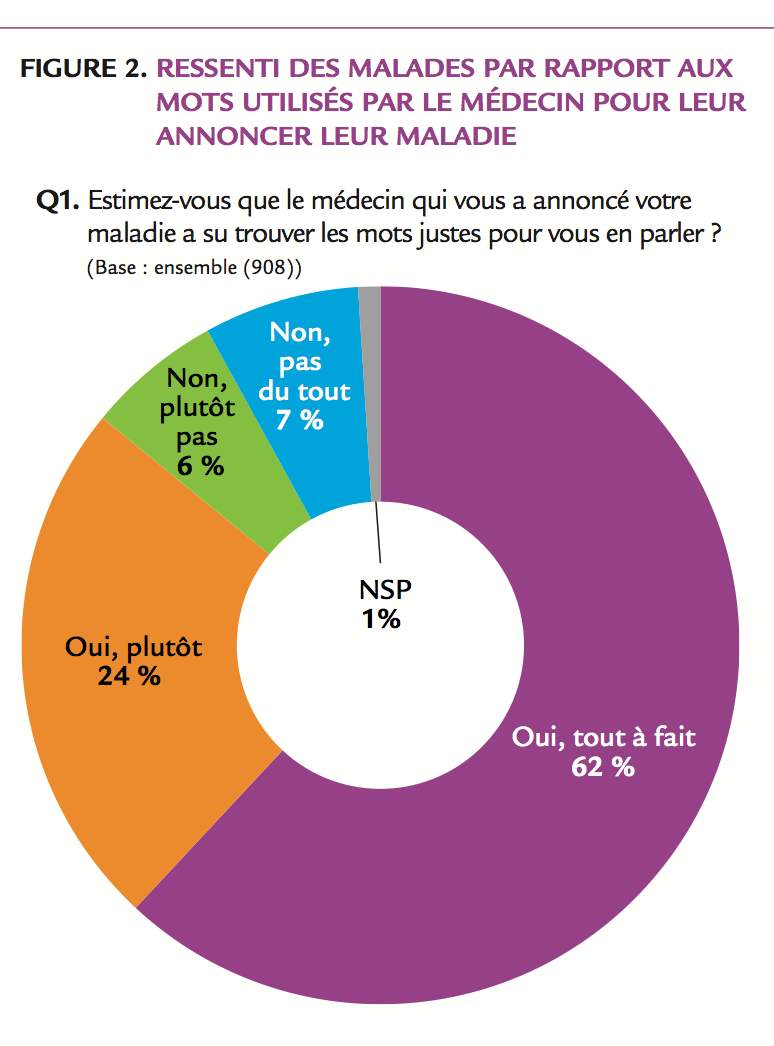 FIGURE 2. RESSENTI DES MALADES PAR RAPPORT AUX
MOTS UTILISÉS PAR LE MÉDECIN POUR LEUR
ANNONCER LEUR MALADIE
Q1. Estimez-vous que le médecin qui vous a annoncé votre
maladie a su trouver les mots justes pour vous en parler ?
(Base : ensemble (908))
Non,
pas
du tout
7 %
Non,
plutôt
pas
6 %
NSP
1%
Oui, plutôt
24 %
Oui, tout à fait
62 %